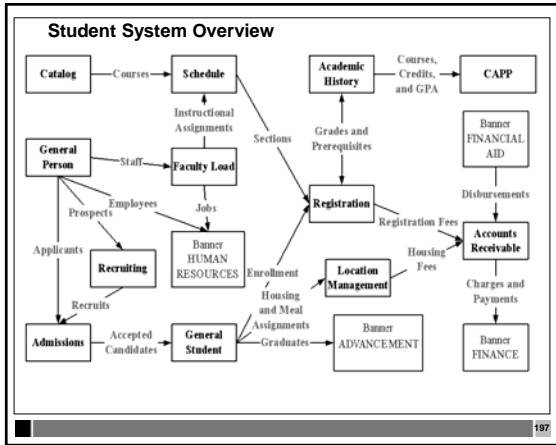 Student System Overview
Catalog
Courses
Schedule
Academic
History
Courses,
Credits,
and GPA
CAPP
Instructional
Assignments
Sections
Grades and
Prerequisites
Banner
FINANCIAL
AID
General
Person
Staff
Faculty Load
Employees
Prospects
Jobs
Registration
Disbursements
Registration Fees
Accounts
Receivable
Applicants
Recruiting
Banner
HUMAN
RESOURCES
Enrollment
Housing
and Meal
Assignments
Location
Management
Housing
Fees
Recruits
Charges and
Payments
Admissions
Accepted
Candidates
General
Student
Graduates
Banner
ADVANCEMENT
Banner
FINANCE
197